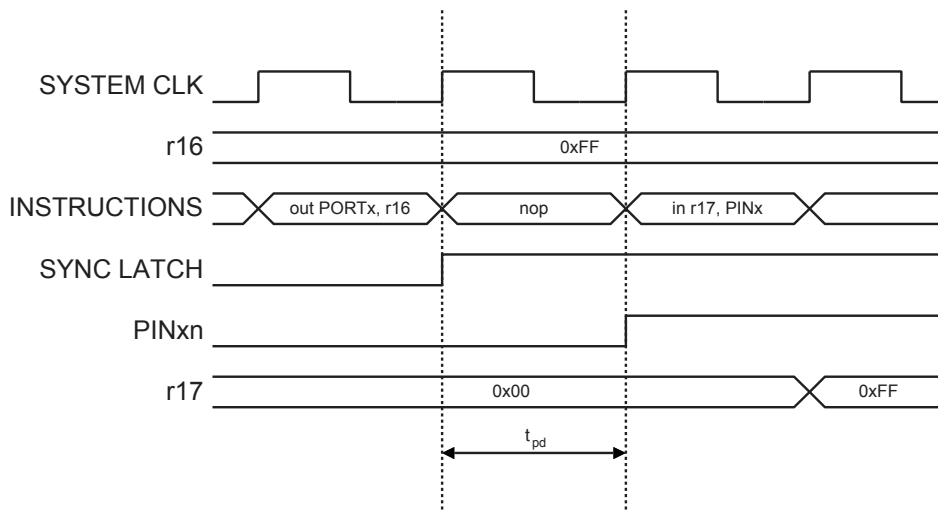 SYSTEM CLK
r16
0xFF
INSTRUCTIONS
out PORTx, r16
nop
in r17, PINx
SYNC LATCH
PINxn
r17
0x00
0xFF
tpd